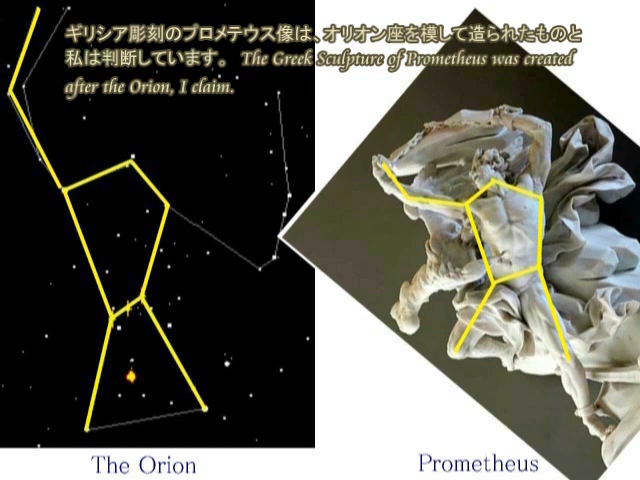 ギリシア彫刻のプロメテウス像は、オリオン座を模して造られたものと
私は判断しています。 The Greek Sculpture of Prometheus was created
after the Orion, I claim.
The Orion
Prometheus